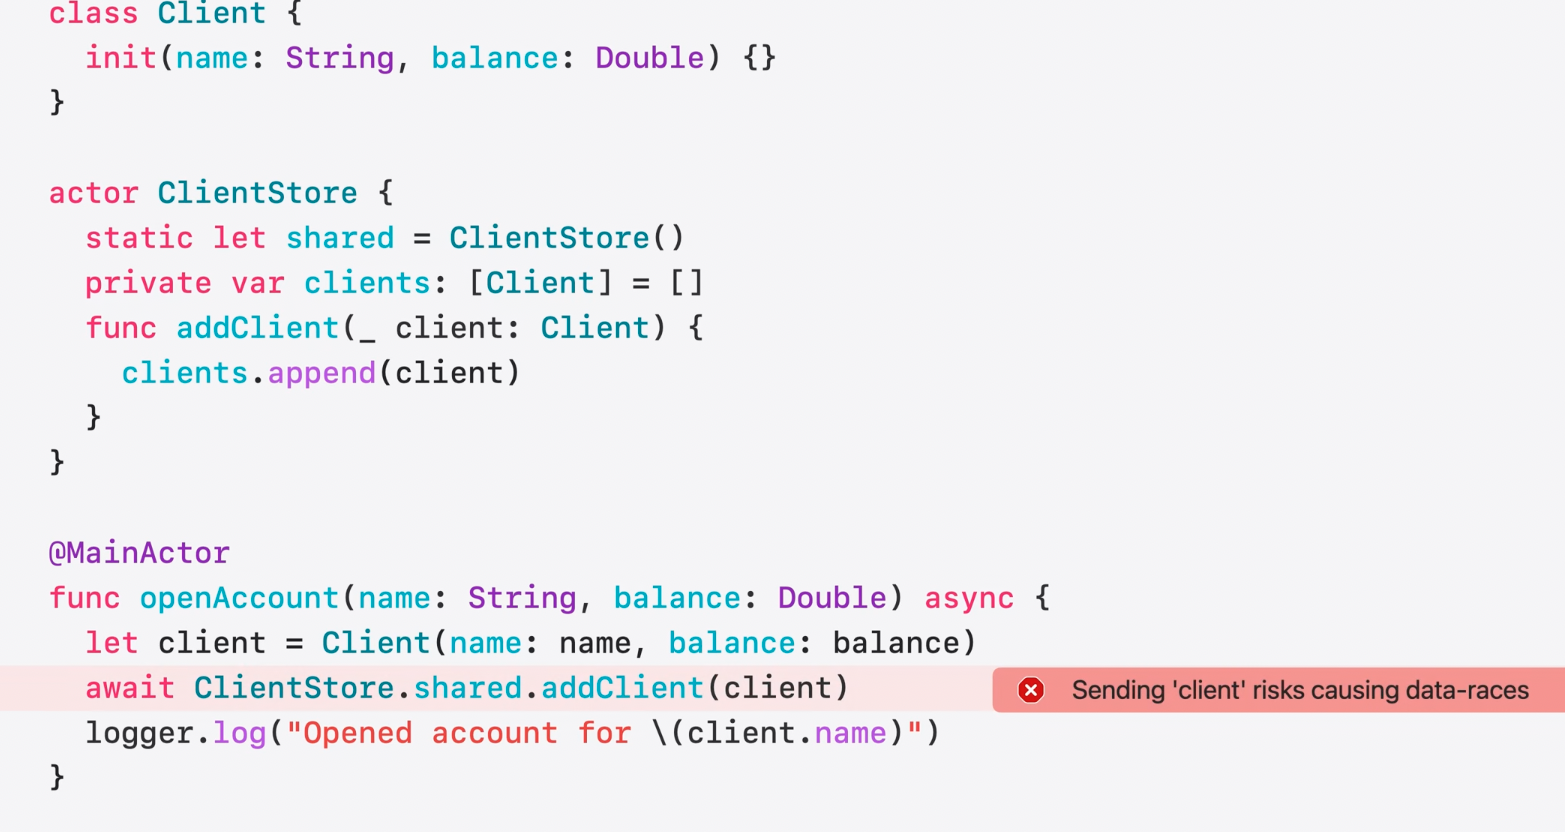 class Client {
  init(name: String, balance: Double) {}
}

actor ClientStore {
  static let shared = ClientStore()
  private var clients: [Client] = []
  func addClient(_ client: Client) {
    clients.append(client)
  }
}

@MainActor
func openAccount(name: String, balance: Double) async {
  let client = Client(name: name, balance: balance)
  await ClientStore.shared.addClient(client) Sending 'client' risks causing data-races
  logger.log("Opened account for \(client.name)")
}